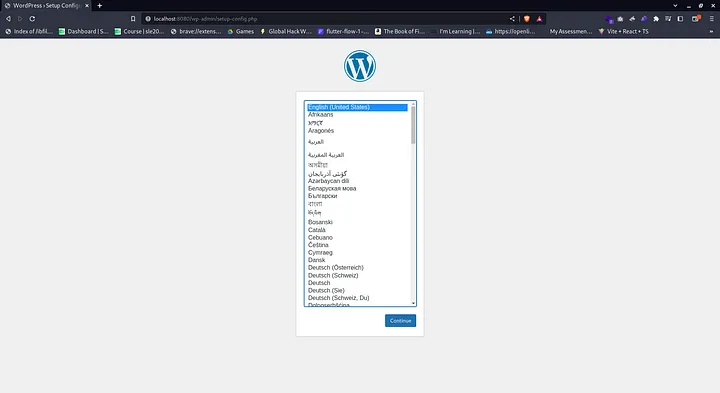 WordPress › Setup Config
localhost:8080/wp-admin/setup-config.php
Index of /ibfil... Dashboard | S... Course | sle20... brave://extens... Games Global Hack W... flutter-flow-1-... The Book of Fi... I'm Learning |... https://openli... My Assessmen... Vite + React + TS
English (United States)
Afrikaans
አማርኛ
Aragonés
العربية
العربية المغربية
অসমীয়া
گؤنئی آذربایجان
Azərbaycan dili
Беларуская мова
Български
বাংলা
བོད་ཡིག
Bosanski
Català
Cebuano
Čeština
Cymraeg
Dansk
Deutsch (Österreich)
Deutsch (Schweiz)
Deutsch
Deutsch (Sie)
Deutsch (Schweiz, Du)
Dolnoserbšćina
Continue